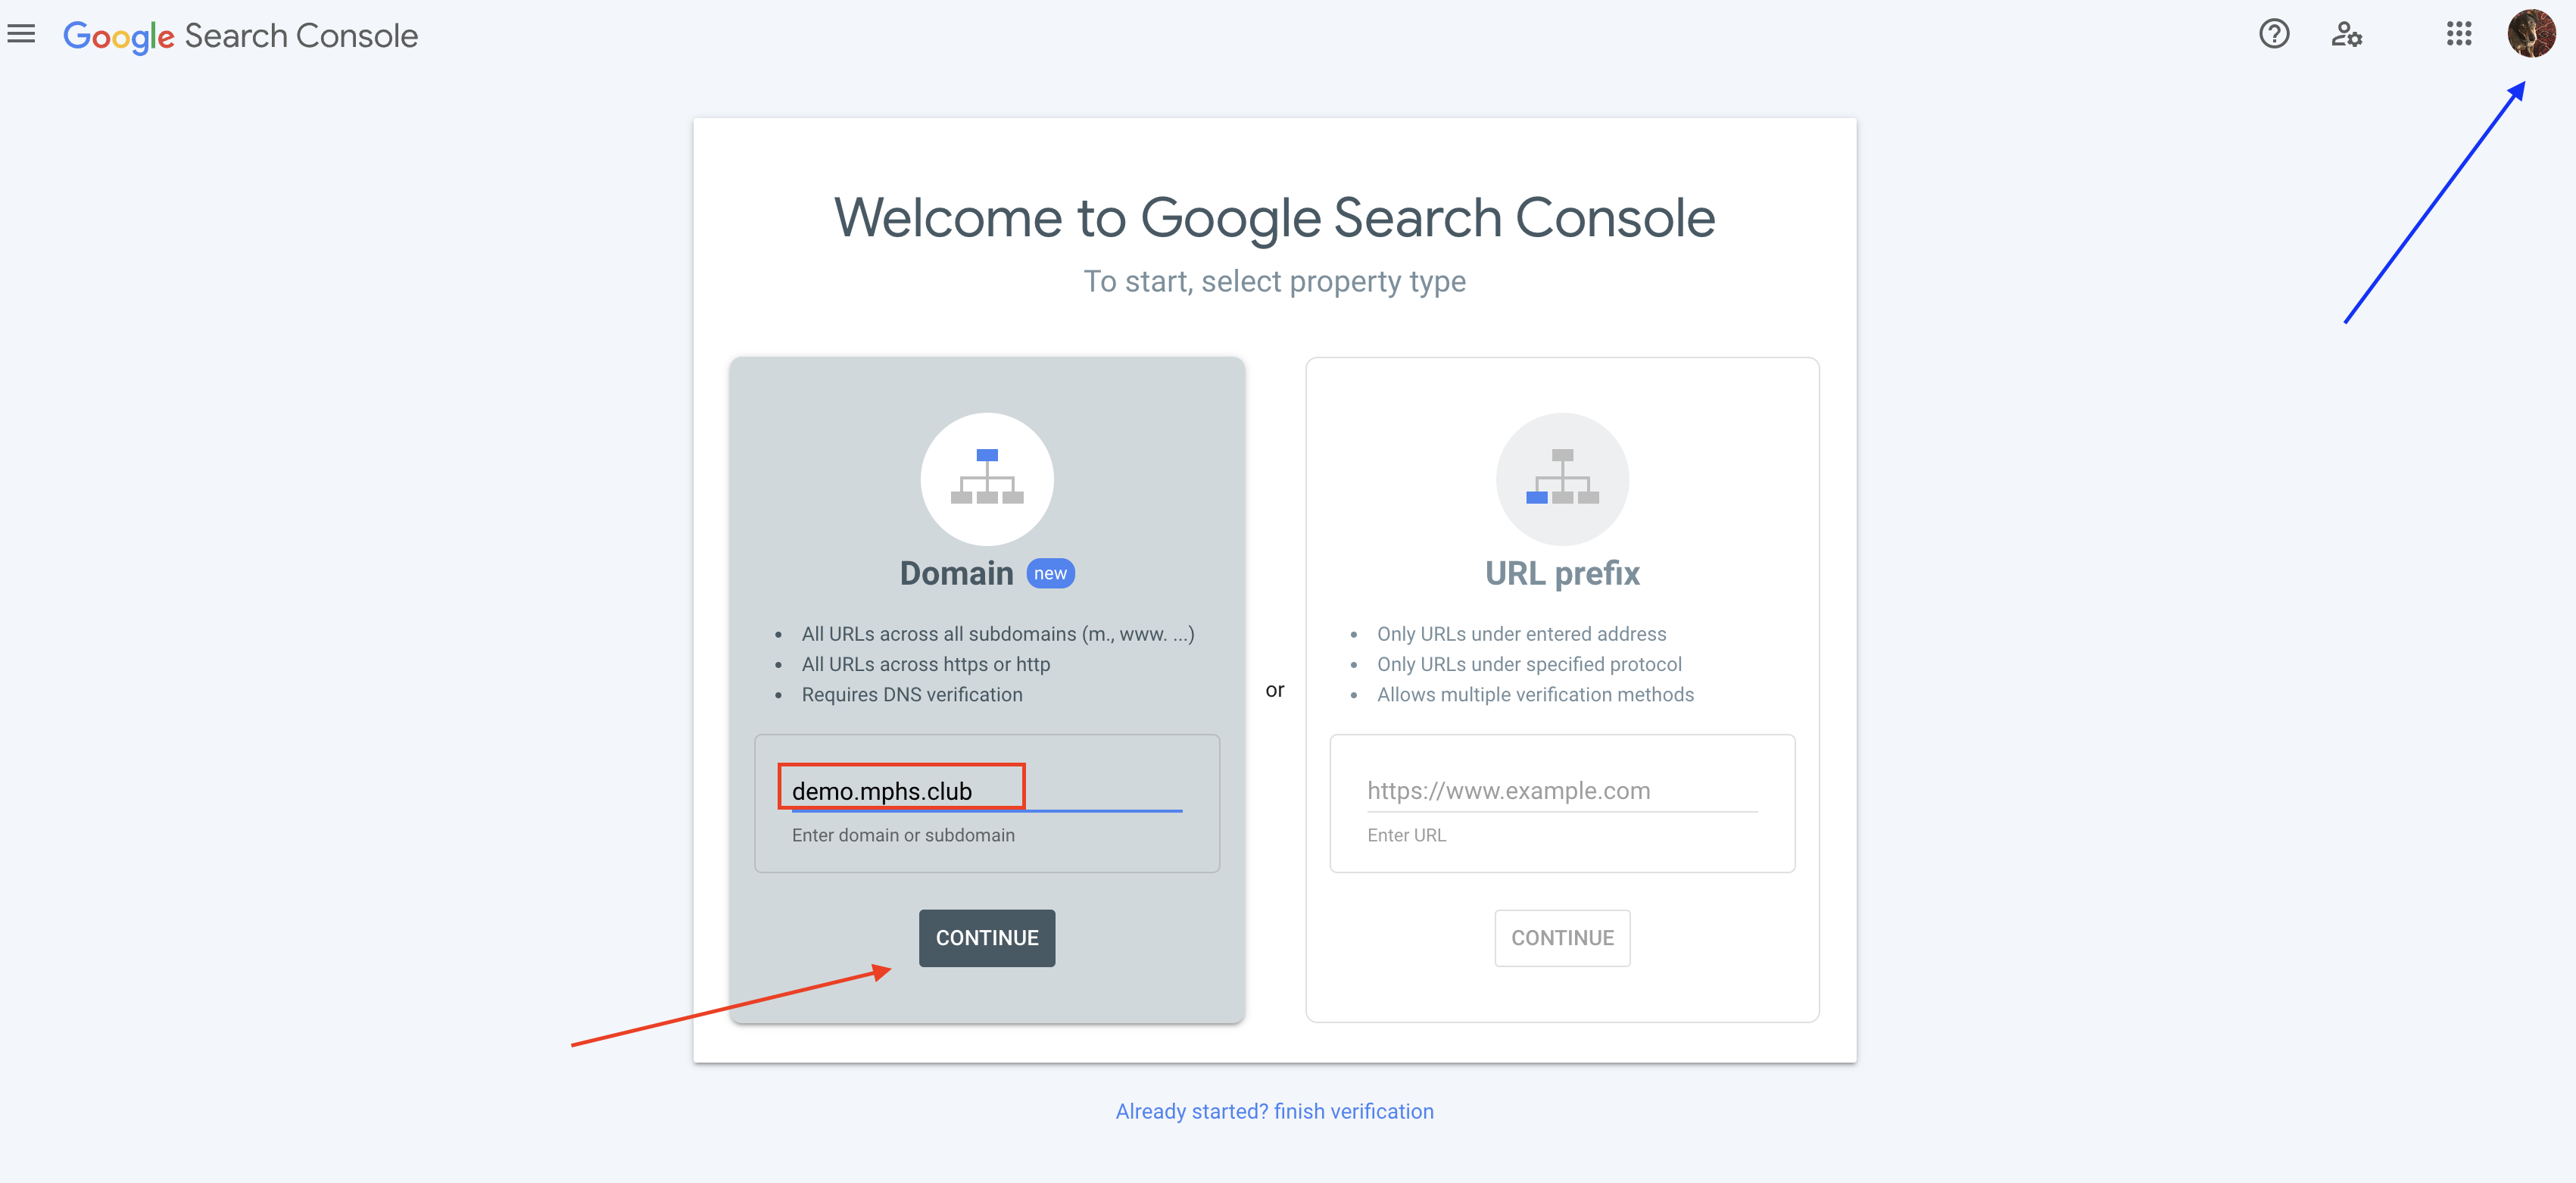 Google Search Console
Welcome to Google Search Console
To start, select property type
Domain new
All URLs across all subdomains (m., www. ...)
All URLs across https or http
Requires DNS verification
demo.mphs.club
Enter domain or subdomain
CONTINUE
or
URL prefix
Only URLs under entered address
Only URLs under specified protocol
Allows multiple verification methods
https://www.example.com
Enter URL
CONTINUE
Already started? finish verification